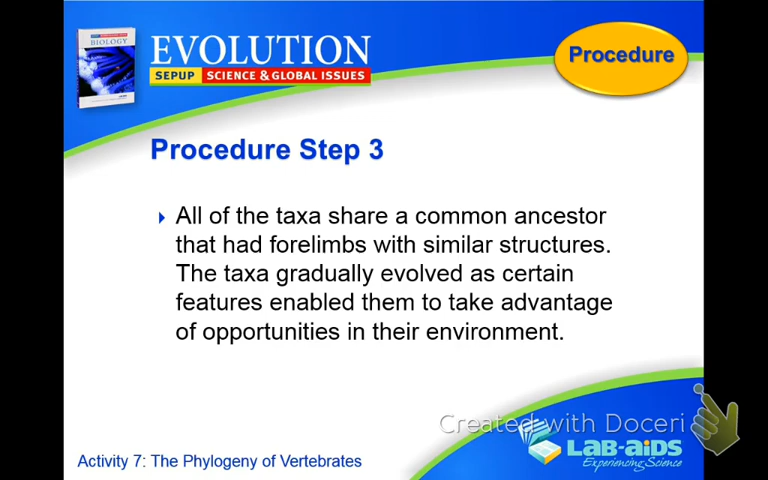 BIOLOGY
EVOLUTION
SEPUP SCIENCE & GLOBAL ISSUES
Procedure
Procedure Step 3
All of the taxa share a common ancestor
that had forelimbs with similar structures.
The taxa gradually evolved as certain
features enabled them to take advantage
of opportunities in their environment.
Created with Doceri
LAB-AIDS
Experiencing Science
Activity 7: The Phylogeny of Vertebrates